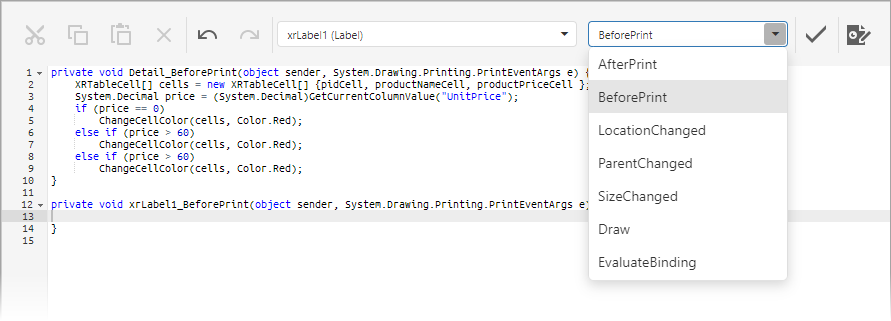 xrLabel1 (Label)
BeforePrint
AfterPrint
BeforePrint
LocationChanged
ParentChanged
SizeChanged
Draw
EvaluateBinding
1 private void Detail_BeforePrint(object sender, System.Drawing.Printing.PrintEventArgs e) {
2 XRTableCell[] cells = new XRTableCell[] {pidCell, productNameCell, productPriceCell };
3 System.Decimal price = (System.Decimal)GetCurrentColumnValue("UnitPrice");
4 if (price == 0)
5 ChangeCellColor(cells, Color.Red);
6 else if (price > 60)
7 ChangeCellColor(cells, Color.Red);
8 else if (price > 60)
9 ChangeCellColor(cells, Color.Red);
10 }
11
12 private void xrLabel1_BeforePrint(object sender, System.Drawing.Printing.PrintEventArgs e)
13
14 }
15